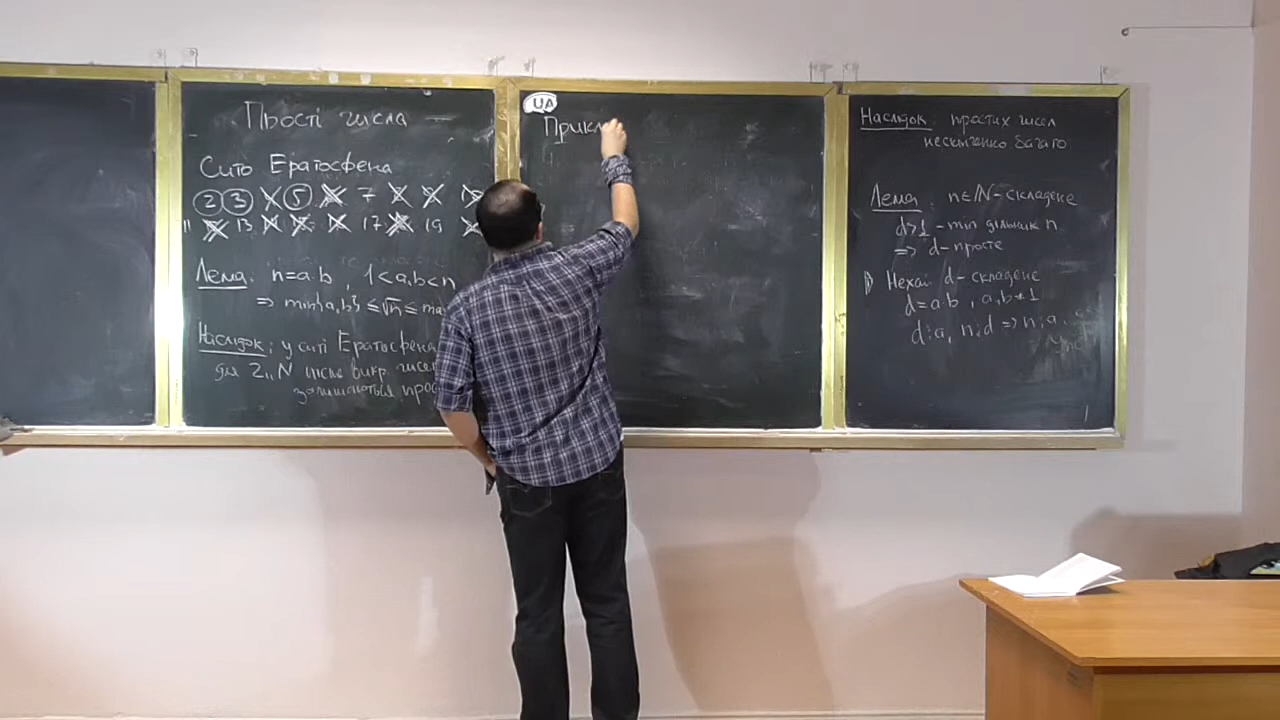 Прості числа
Сито Ератосфена
2 3 5 7
11 13 17 19
Лема: n=a·b, 1<a,b<n
=> min{a,b} ≤√n≤
Наслідок: у ситі Ератосфена
для 2,,N після викр. чисел
залишаються
UA
Прикл
Наслідок: простих чисел
нескінченно багато
Лема: n∈ℕ-складене
d>1 - min дільник n
=> d-просте
Нехай d-складене
d=a·b, a,b≠1
d⋮a, n⋮d => n⋮a,